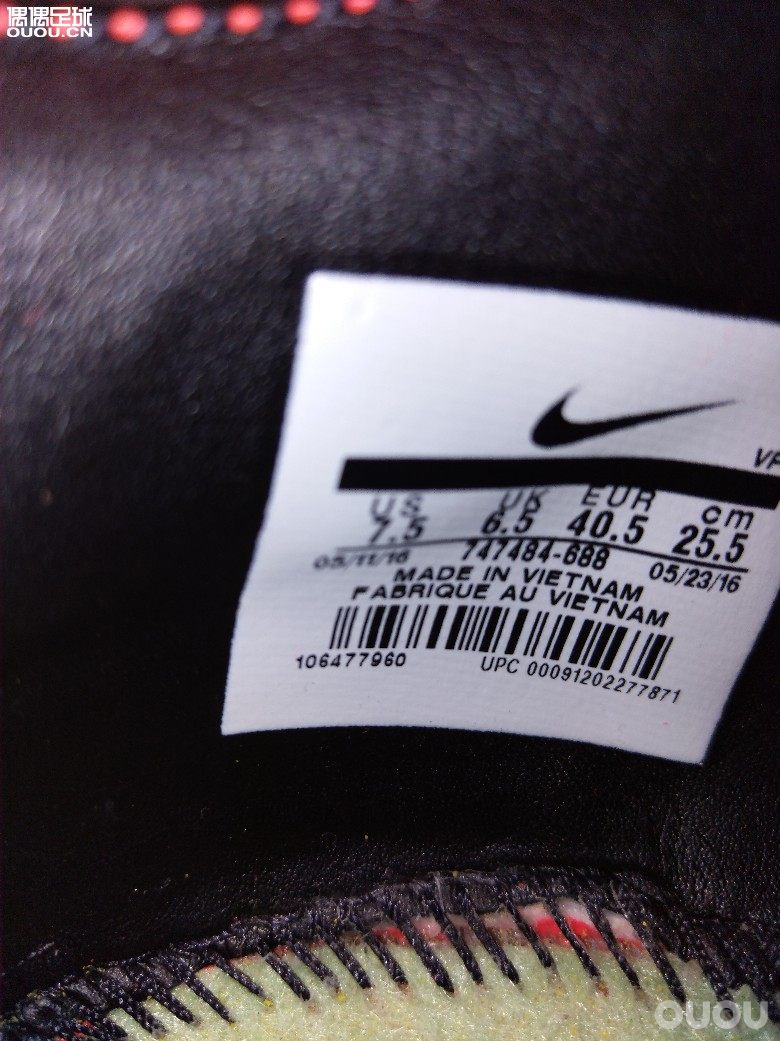 偶偶足球
OUOU.CN
US UK EUR cm
7.5 6.5 40.5 25.5
05/11/16 747484-688 05/23/16
MADE IN VIETNAM
FABRIQUE AU VIETNAM
106477960 UPC 00091202277871
OUOU